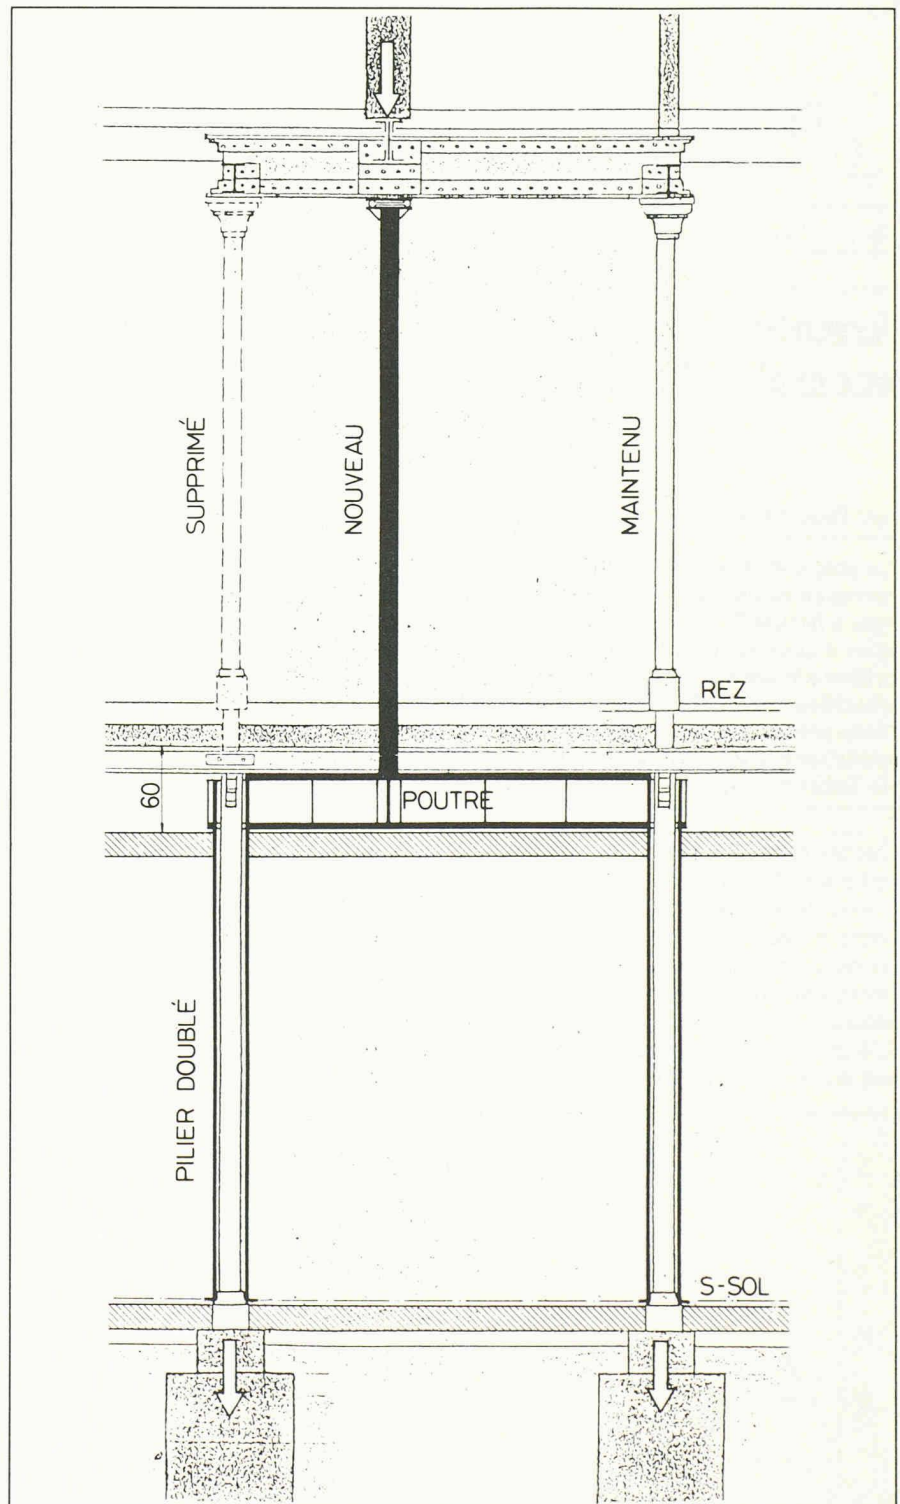 SUPPRIMÉ
NOUVEAU
MAINTENU
REZ
60
POUTRE
PILIER DOUBLÉ
S-SOL